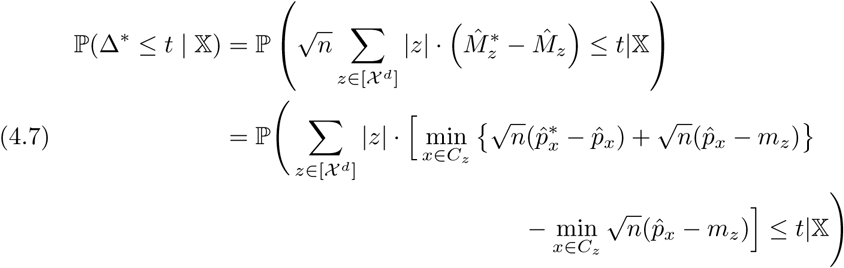 ℙ(Δ* ≤ t | 𝕏) = ℙ ( √n ∑_{z∈[𝒳^d]} |z| · ( M̂*_z − M̂_z ) ≤ t|𝕏 )
(4.7) = ℙ ( ∑_{z∈[𝒳^d]} |z| · [ min_{x∈C_z} { √n(p̂*_x − p̂_x) + √n(p̂_x − m_z) }
− min_{x∈C_z} √n(p̂_x − m_z) ] ≤ t|𝕏 )